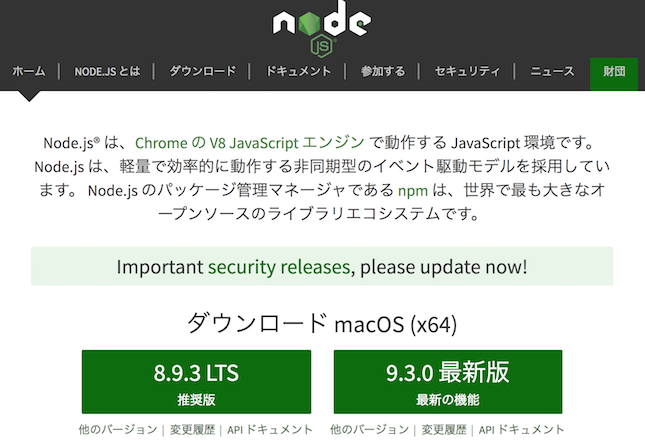 node
JS
ホーム | NODE.JS とは | ダウンロード | ドキュメント | 参加する | セキュリティ | ニュース 財団
Node.js® は、Chrome の V8 JavaScript エンジン で動作する JavaScript 環境です。
Node.js は、軽量で効率的に動作する非同期型のイベント駆動モデルを採用してい
ます。 Node.js のパッケージ管理マネージャである npm は、世界で最も大きなオ
ープンソースのライブラリエコシステムです。
Important security releases, please update now!
ダウンロード macOS (x64)
8.9.3 LTS
推奨版
9.3.0 最新版
最新の機能
他のバージョン | 変更履歴 | API ドキュメント
他のバージョン | 変更履歴 | API ドキュメント